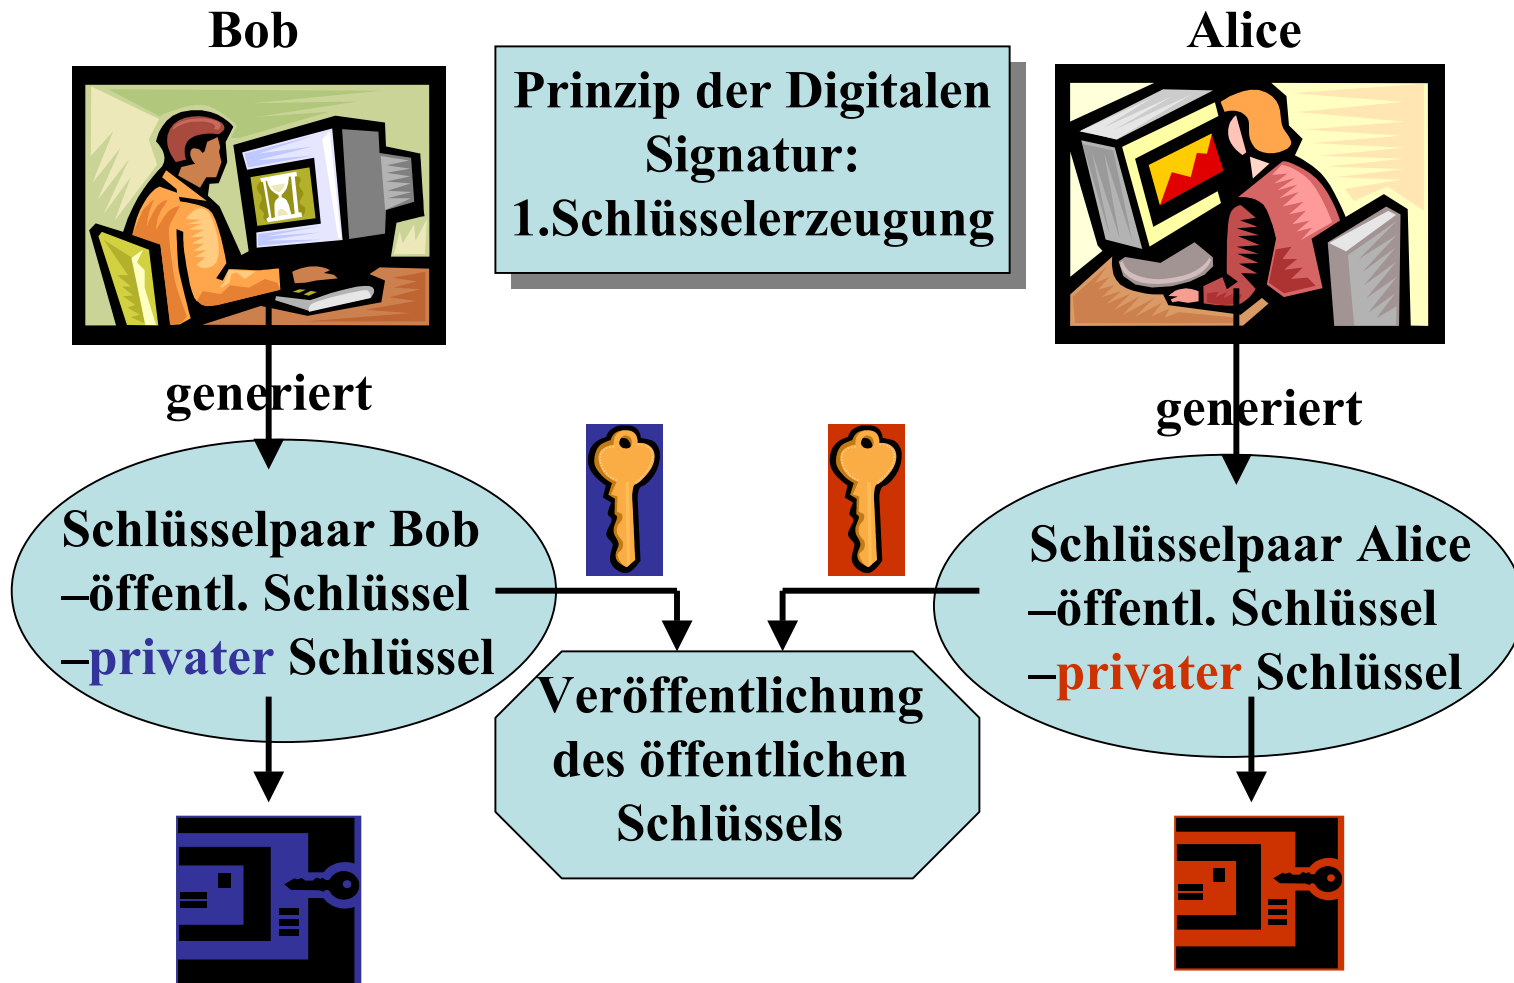 Bob
Prinzip der Digitalen
Signatur:
1.Schlüsselerzeugung
Alice
generiert
generiert
Schlüsselpaar Bob
–öffentl. Schlüssel
–privater Schlüssel
Schlüsselpaar Alice
–öffentl. Schlüssel
–privater Schlüssel
Veröffentlichung
des öffentlichen
Schlüssels